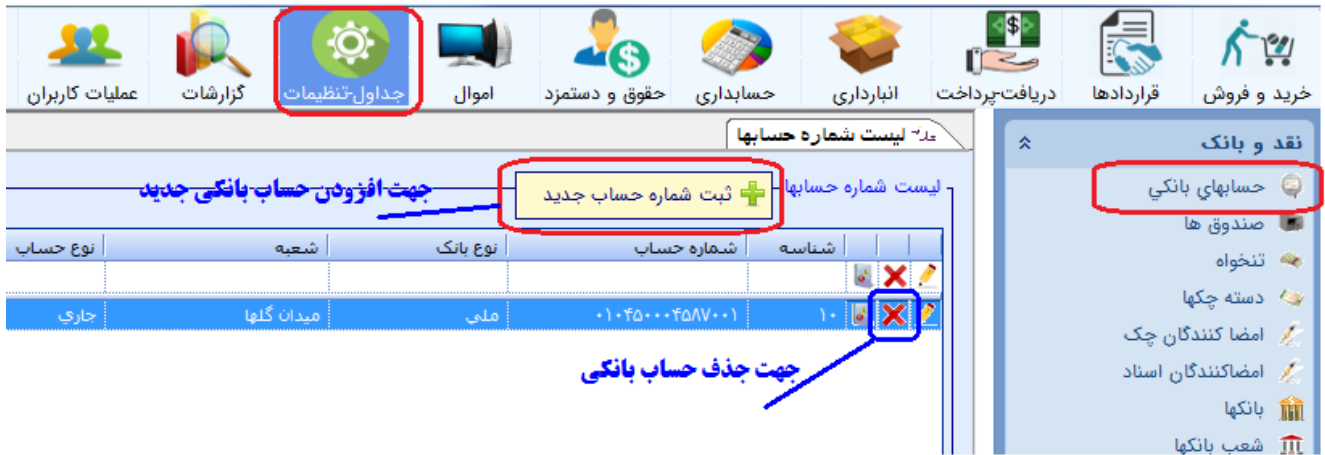 خرید و فروش
قراردادها
دریافت-پرداخت
انبارداری
حسابداری
حقوق و دستمزد
اموال
جداول-تنظیمات
گزارشات
عملیات کاربران
نقد و بانک
حسابهاي بانكي
صندوق ها
تنخواه
دسته چکها
امضا کنندگان چک
امضاکنندگان اسناد
بانکها
شعب بانکها
لیست شماره حسابها
لیست شماره حسابها
ثبت شماره حساب جدید
جهت افزودن حساب بانکی جدید
شناسه شماره حساب نوع بانک شعبه نوع حساب
۱۰ ۰۱۰۴۵۰۰۰۴۵۸۷۰۰۱ ملی میدان گلها جاري
جهت جذف حساب بانکی